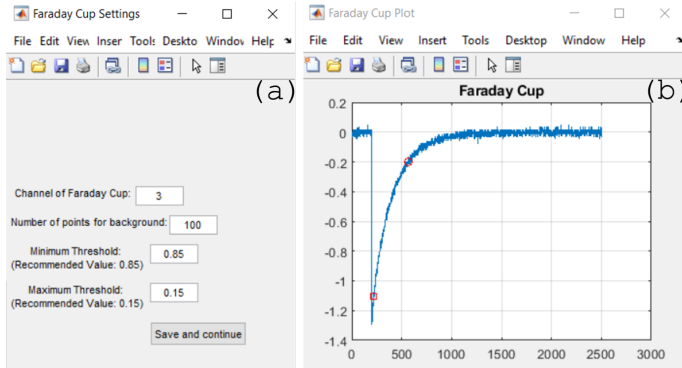 Faraday Cup Settings
File Edit View Inser Tools Deskto Window Help
(a)
Channel of Faraday Cup: 3
Number of points for background: 100
Minimum Threshold:
(Recommended Value: 0.85) 0.85
Maximum Threshold:
(Recommended Value: 0.15) 0.15
Save and continue
Faraday Cup Plot
File Edit View Insert Tools Desktop Window Help
(b)
Faraday Cup
0.2
0
-0.2
-0.4
-0.6
-0.8
-1
-1.2
-1.4
0 500 1000 1500 2000 2500 3000